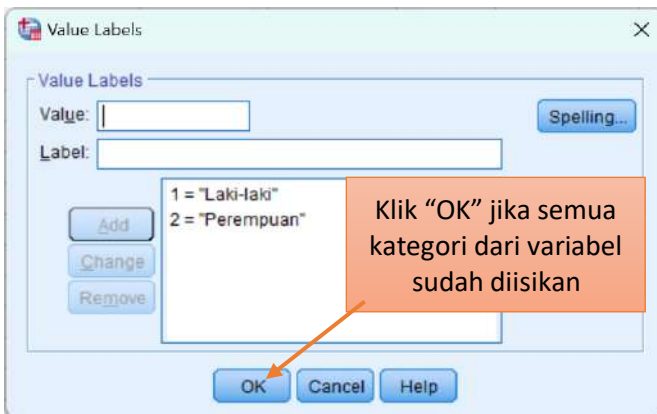 Value Labels
Value Labels
Value:
Spelling...
Label:
1 = "Laki-laki"
2 = "Perempuan"
Add
Change
Remove
Klik “OK” jika semua
kategori dari variabel
sudah diisikan
OK
Cancel
Help